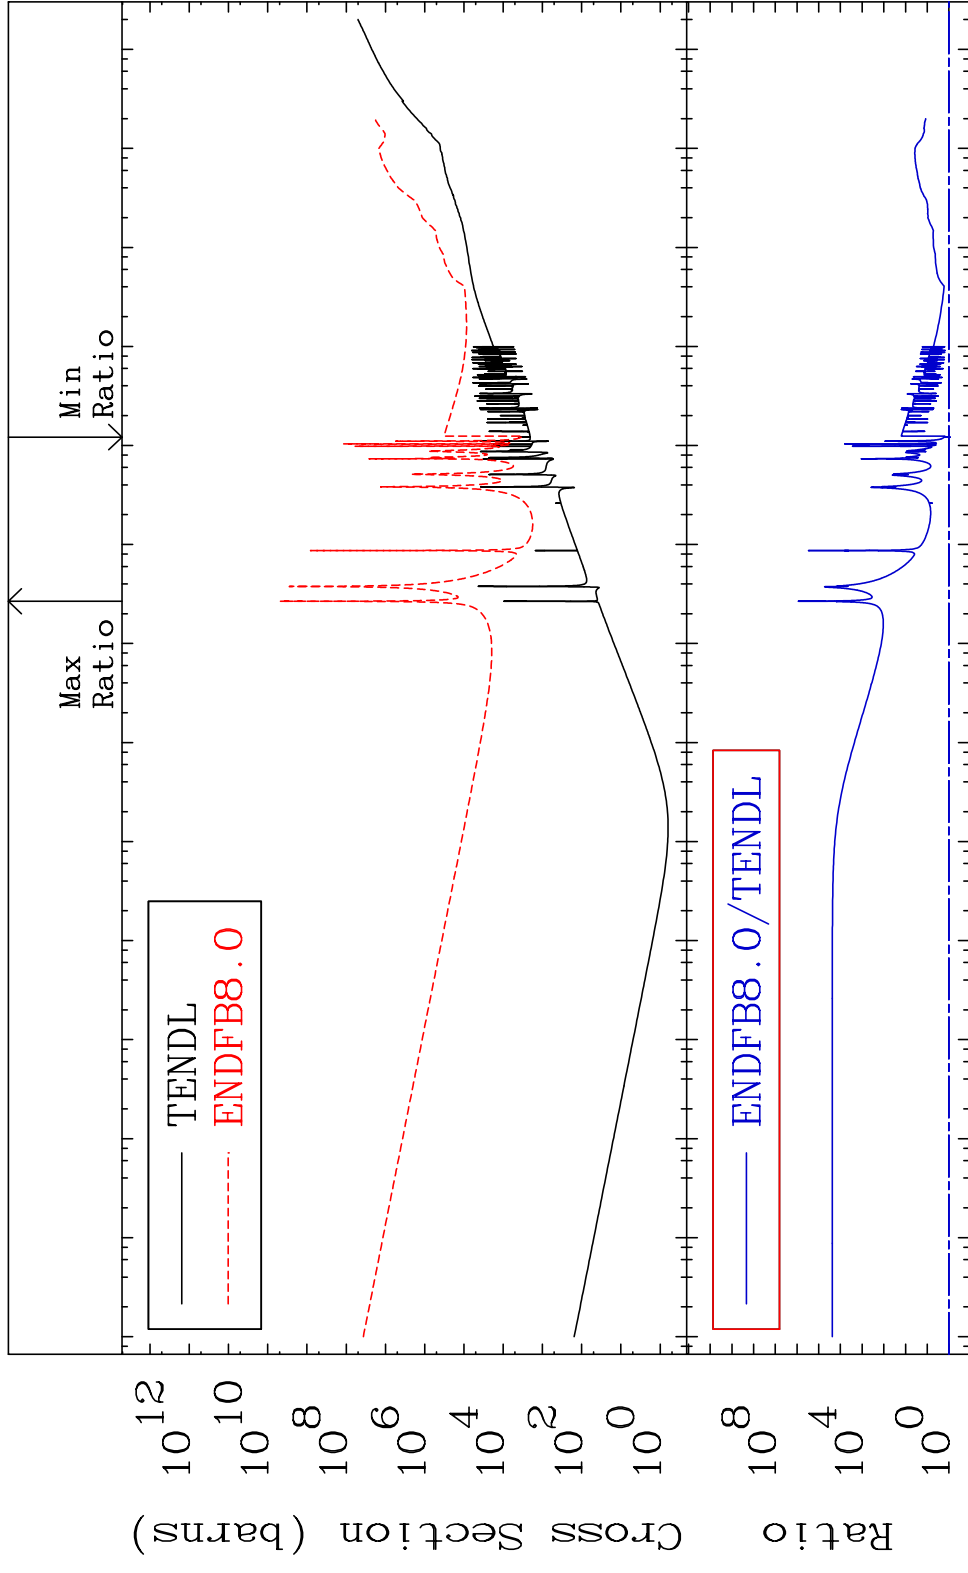 Max
Ratio
Min
Ratio
TENDL
ENDFB8.0
10 12
10 10
10 8
10 6
10 4
10 2
10 0
Cross Section (barns)
ENDFB8.0/TENDL
10 8
10 4
10 0
Ratio